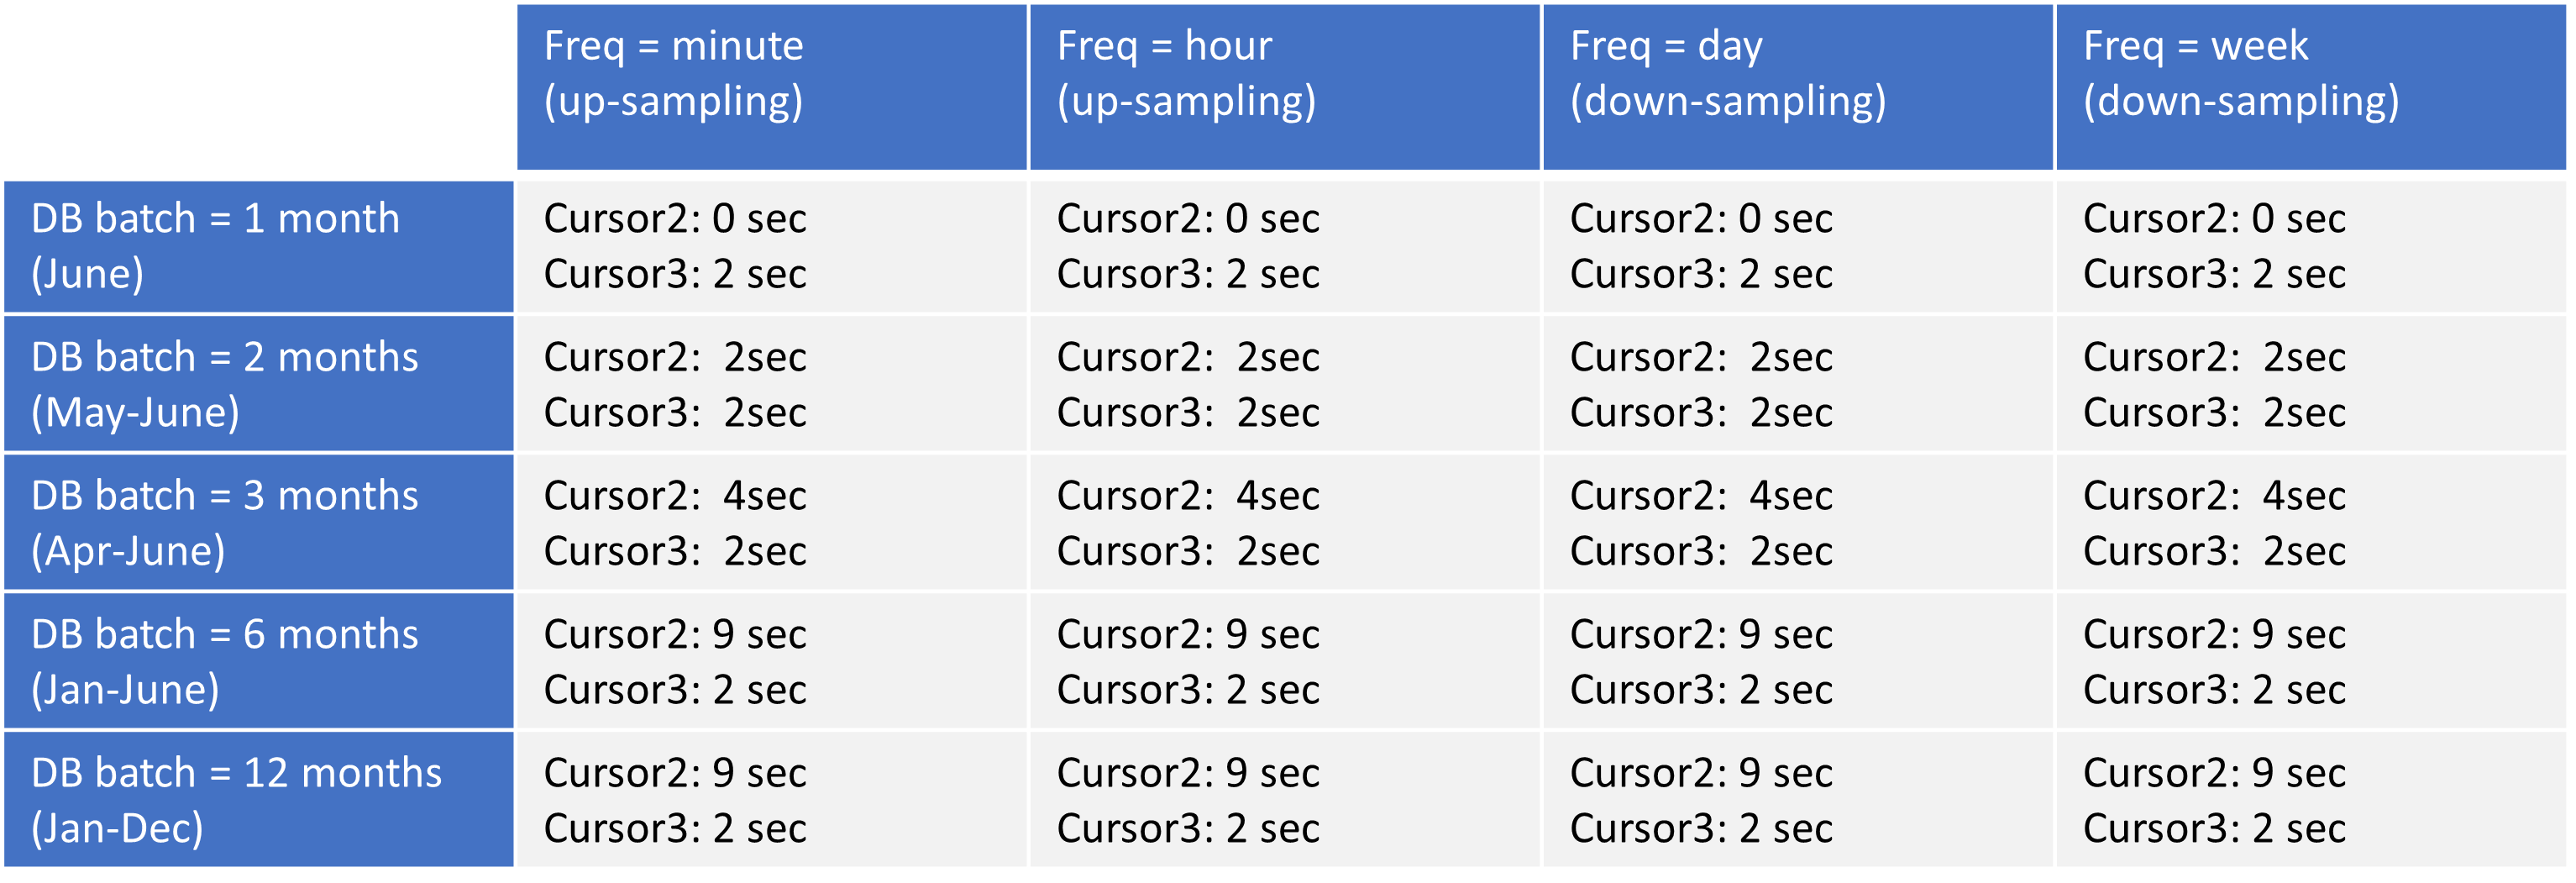 Freq = minute
(up-sampling)
Freq = hour
(up-sampling)
Freq = day
(down-sampling)
Freq = week
(down-sampling)
DB batch = 1 month
(June)
Cursor2: 0 sec
Cursor3: 2 sec
Cursor2: 0 sec
Cursor3: 2 sec
Cursor2: 0 sec
Cursor3: 2 sec
Cursor2: 0 sec
Cursor3: 2 sec
DB batch = 2 months
(May-June)
Cursor2:  2sec
Cursor3:  2sec
Cursor2:  2sec
Cursor3:  2sec
Cursor2:  2sec
Cursor3:  2sec
Cursor2:  2sec
Cursor3:  2sec
DB batch = 3 months
(Apr-June)
Cursor2:  4sec
Cursor3:  2sec
Cursor2:  4sec
Cursor3:  2sec
Cursor2:  4sec
Cursor3:  2sec
Cursor2:  4sec
Cursor3:  2sec
DB batch = 6 months
(Jan-June)
Cursor2: 9 sec
Cursor3: 2 sec
Cursor2: 9 sec
Cursor3: 2 sec
Cursor2: 9 sec
Cursor3: 2 sec
Cursor2: 9 sec
Cursor3: 2 sec
DB batch = 12 months
(Jan-Dec)
Cursor2: 9 sec
Cursor3: 2 sec
Cursor2: 9 sec
Cursor3: 2 sec
Cursor2: 9 sec
Cursor3: 2 sec
Cursor2: 9 sec
Cursor3: 2 sec